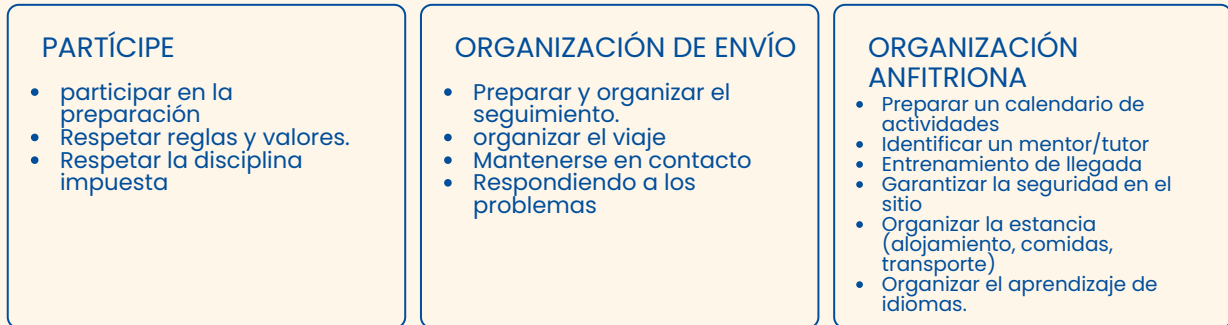 PARTÍCIPE
• participar en la
preparación
• Respetar reglas y valores.
• Respetar la disciplina
impuesta
ORGANIZACIÓN DE ENVÍO
• Preparar y organizar el
seguimiento.
• organizar el viaje
• Mantenerse en contacto
• Respondiendo a los
problemas
ORGANIZACIÓN
ANFITRIONA
• Preparar un calendario de
actividades
• Identificar un mentor/tutor
• Entrenamiento de llegada
• Garantizar la seguridad en el
sitio
• Organizar la estancia
(alojamiento, comidas,
transporte)
• Organizar el aprendizaje de
idiomas.